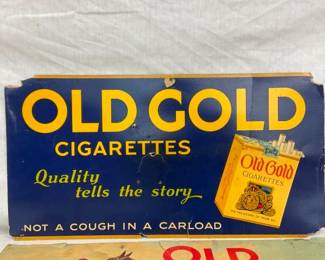 OLD GOLD
CIGARETTES
Quality
tells the story
NOT A COUGH IN A CARLOAD
Old Gold
CIGARETTES
OLD